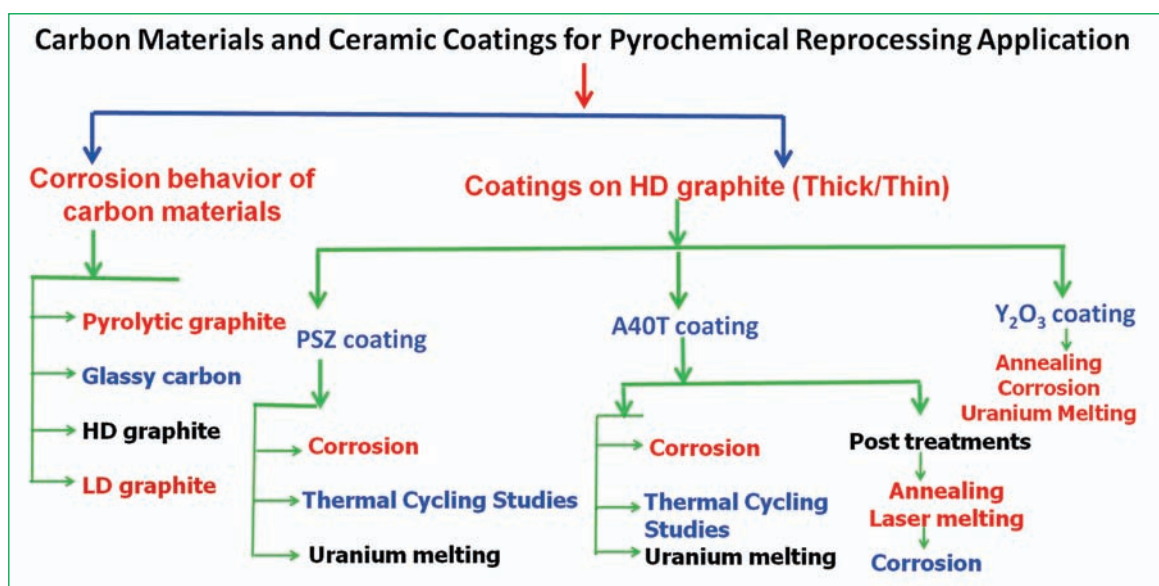 Carbon Materials and Ceramic Coatings for Pyrochemical Reprocessing Application
Corrosion behavior of
carbon materials
Pyrolytic graphite
Glassy carbon
HD graphite
LD graphite
Coatings on HD graphite (Thick/Thin)
PSZ coating
Corrosion
Thermal Cycling Studies
Uranium melting
A40T coating
Corrosion
Thermal Cycling
Studies
Uranium melting
Post treatments
Annealing
Laser melting
Corrosion
Y₂O₃ coating
Annealing
Corrosion
Uranium Melting